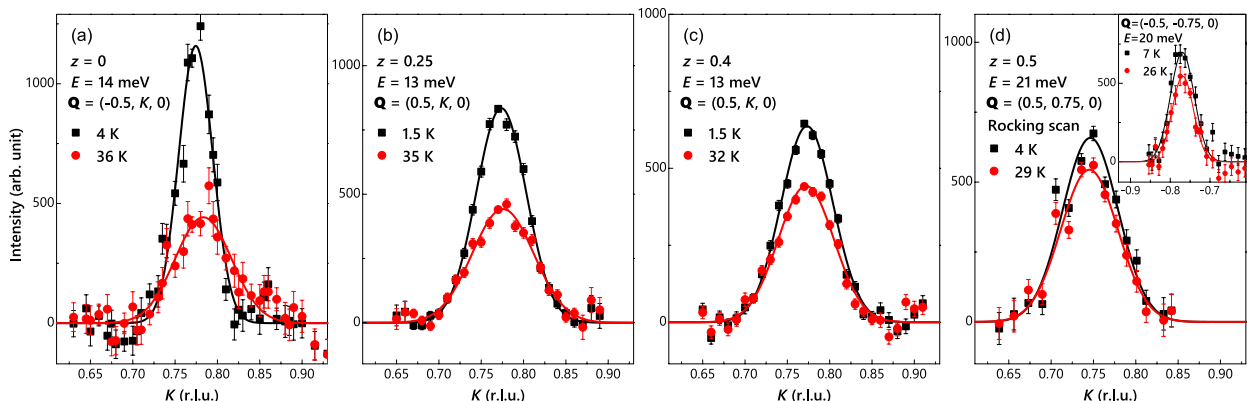 (a)
z = 0
E = 14 meV
Q = (-0.5, K, 0)
4 K
36 K
Intensity (arb. unit)
0
500
1000
0.65 0.70 0.75 0.80 0.85 0.90
K (r.l.u.)
(b)
z = 0.25
E = 13 meV
Q = (0.5, K, 0)
1.5 K
35 K
0
500
1000
0.65 0.70 0.75 0.80 0.85 0.90
K (r.l.u.)
(c)
z = 0.4
E = 13 meV
Q = (0.5, K, 0)
1.5 K
32 K
0
500
1000
0.65 0.70 0.75 0.80 0.85 0.90
K (r.l.u.)
(d)
z = 0.5
E = 21 meV
Q = (0.5, 0.75, 0)
Rocking scan
4 K
29 K
0
500
1000
0.65 0.70 0.75 0.80 0.85 0.90
K (r.l.u.)
Q=(-0.5, -0.75, 0)
E=20 meV
7 K
26 K
0
500
-0.9 -0.8 -0.7